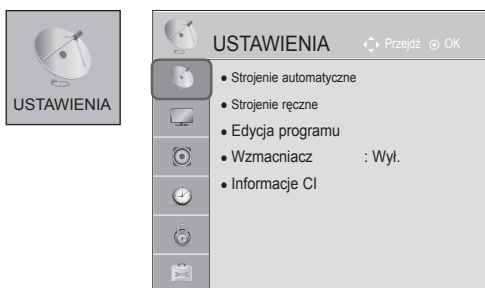 USTAWIENIA
USTAWIENIA Przejdź OK
• Strojenie automatyczne
• Strojenie ręczne
• Edycja programu
• Wzmacniacz : Wył.
• Informacje CI